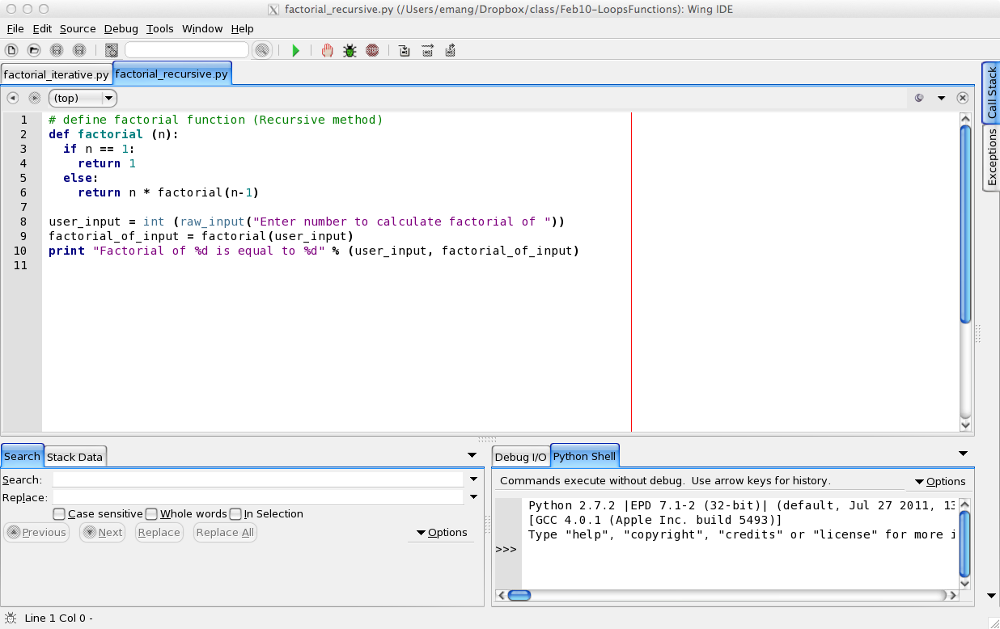 factorial_recursive.py (/Users/emang/Dropbox/class/Feb10-LoopsFunctions): Wing IDE
File Edit Source Debug Tools Window Help
factorial_iterative.py factorial_recursive.py
(top)
1 # define factorial function (Recursive method)
2 def factorial (n):
3   if n == 1:
4     return 1
5   else:
6     return n * factorial(n-1)
7
8 user_input = int (raw_input("Enter number to calculate factorial of "))
9 factorial_of_input = factorial(user_input)
10 print "Factorial of %d is equal to %d" % (user_input, factorial_of_input)
11
Call Stack
Exceptions
Search Stack Data
Search:
Replace:
Case sensitive Whole words In Selection
Previous Next Replace Replace All Options
Debug I/O Python Shell
Commands execute without debug. Use arrow keys for history.
Options
Python 2.7.2 |EPD 7.1-2 (32-bit)| (default, Jul 27 2011, 13
[GCC 4.0.1 (Apple Inc. build 5493)]
Type "help", "copyright", "credits" or "license" for more i
>>>
Line 1 Col 0 -